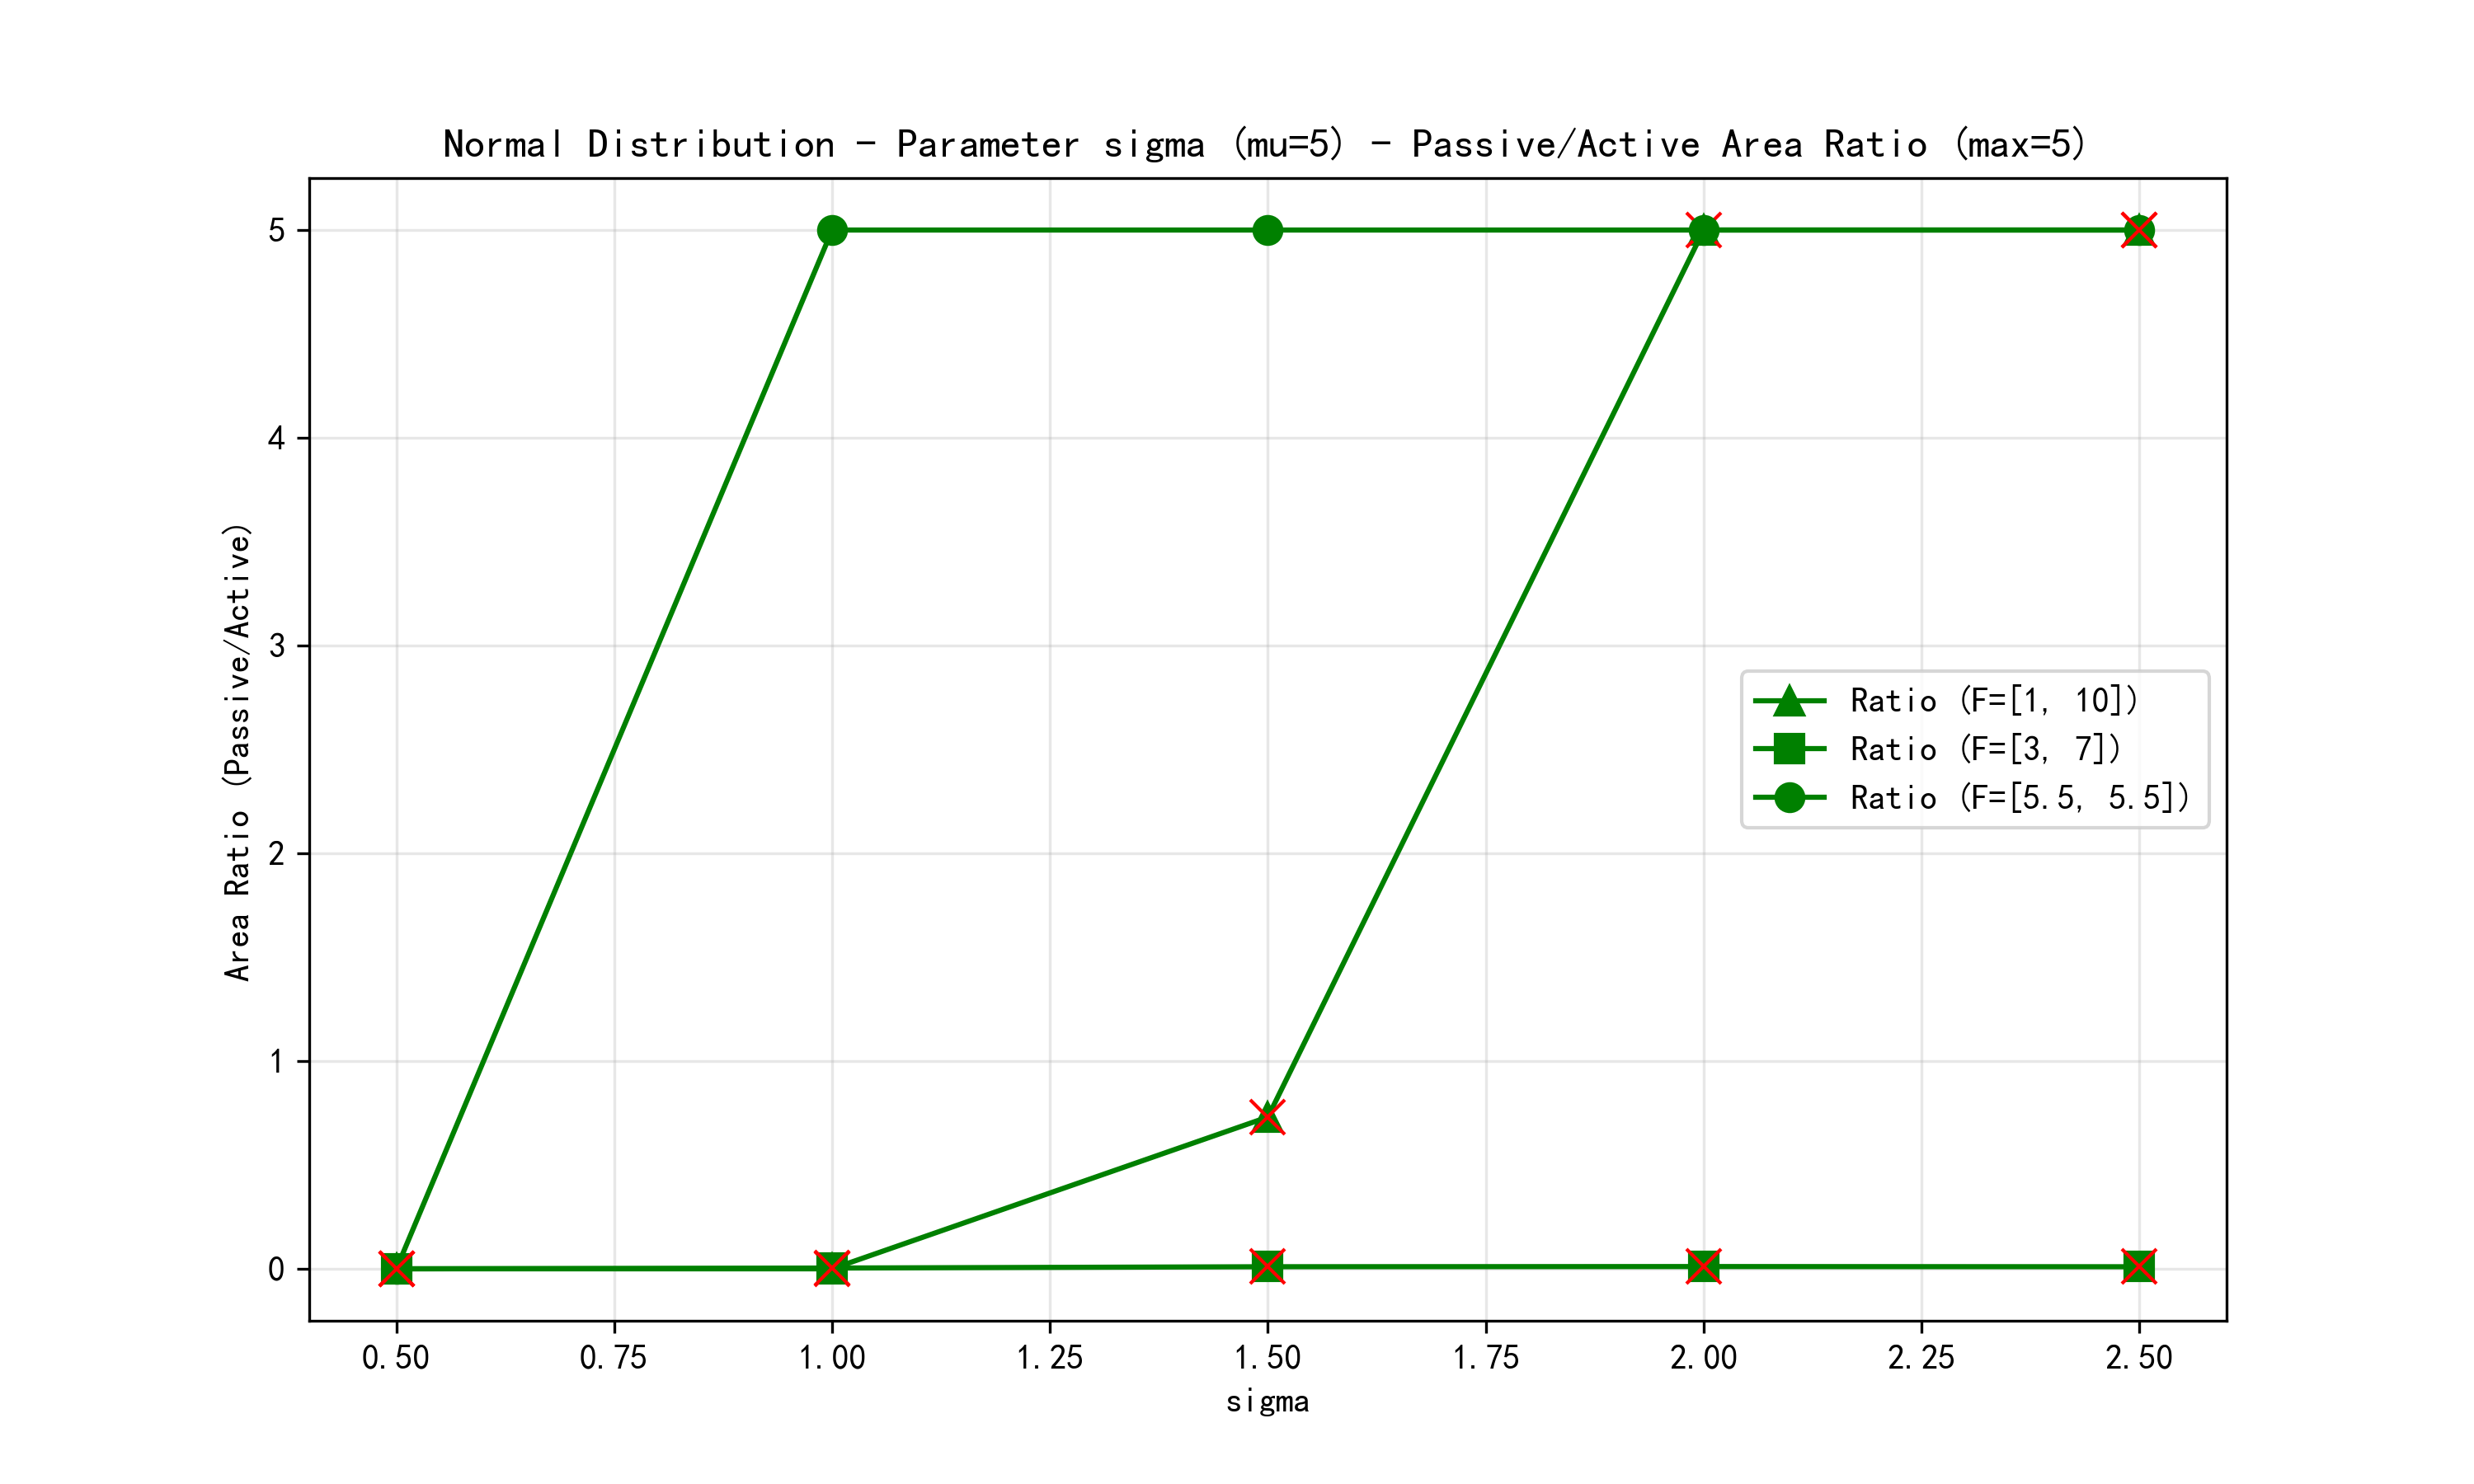 Normal Distribution - Parameter sigma (mu=5) - Passive/Active Area Ratio (max=5)
Area Ratio (Passive/Active)
5
4
3
2
1
0
Ratio (F=[1, 10])
Ratio (F=[3, 7])
Ratio (F=[5.5, 5.5])
0.50 0.75 1.00 1.25 1.50 1.75 2.00 2.25 2.50
sigma